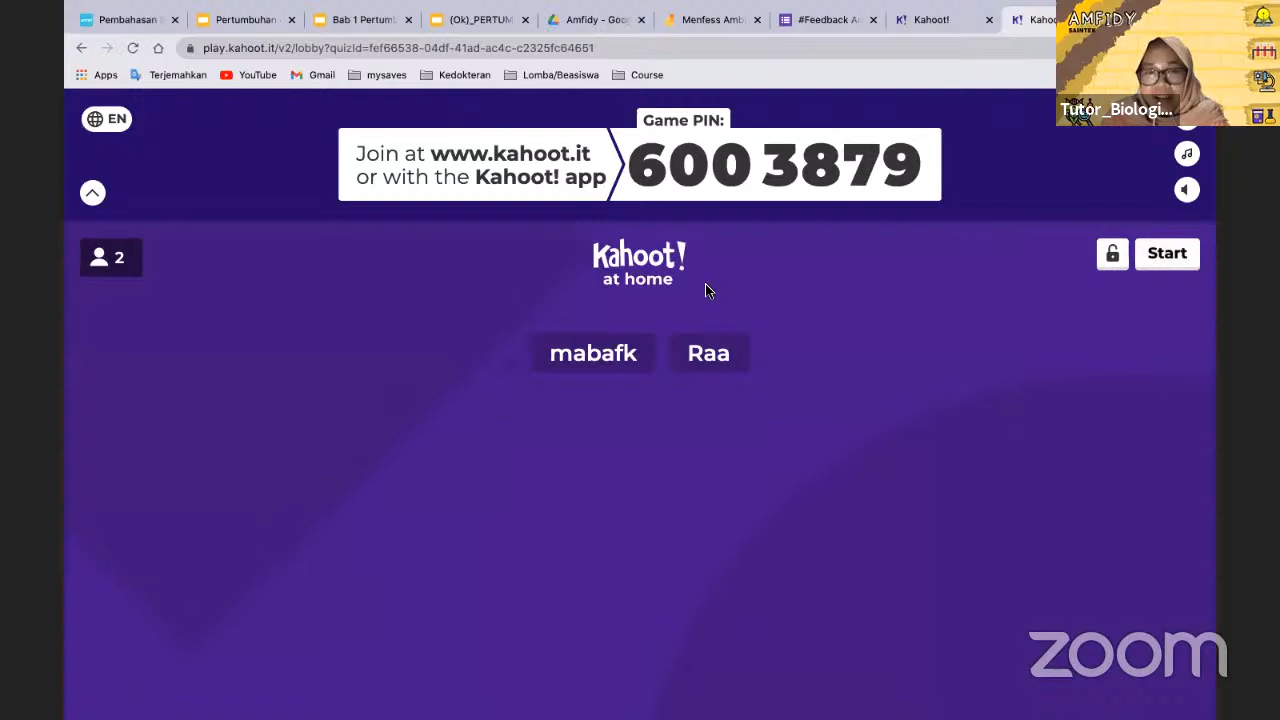 Pembahasan S
Pertumbuhan
Bab 1 Pertumb
(Ok)_PERTUM
Amfidy - Goo
Menfess Amb
#Feedback Am
Kahoot!
Kahoo
play.kahoot.it/v2/lobby?quizId=fef66538-04df-41ad-ac4c-c2325fc64651
Apps
Terjemahkan
YouTube
Gmail
mysaves
Kedokteran
Lomba/Beasiswa
Course
AMFIDY
SAINTEK
Tutor_Biologi...
EN
Game PIN:
Join at www.kahoot.it
or with the Kahoot! app
600 3879
2
Kahoot!
at home
Start
mabafk Raa
zoom